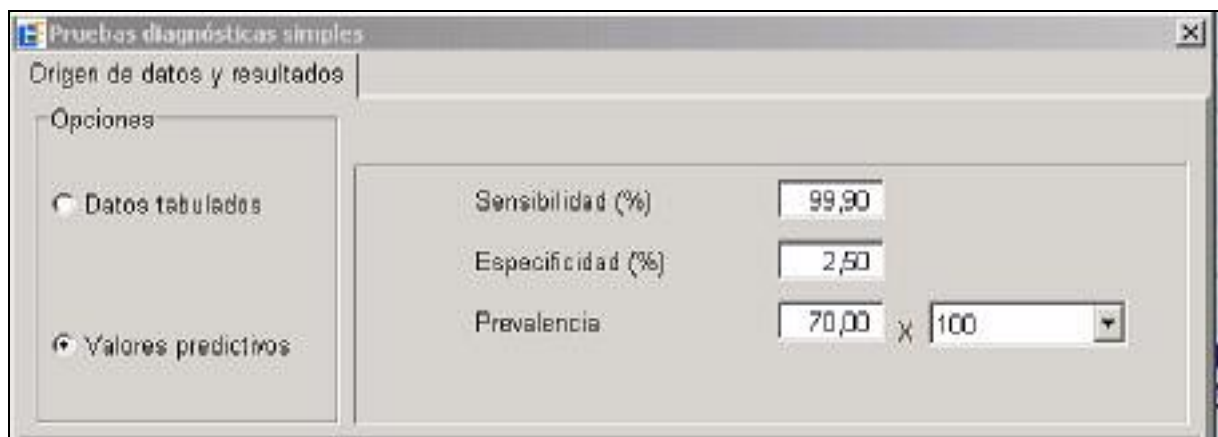 Pruebas diagnósticas simples
Origen de datos y resultados
Opciones
Datos tabulados
Valores predictivos
Sensibilidad (%) 99,90
Especificidad (%) 2,50
Prevalencia 70,00 X 100